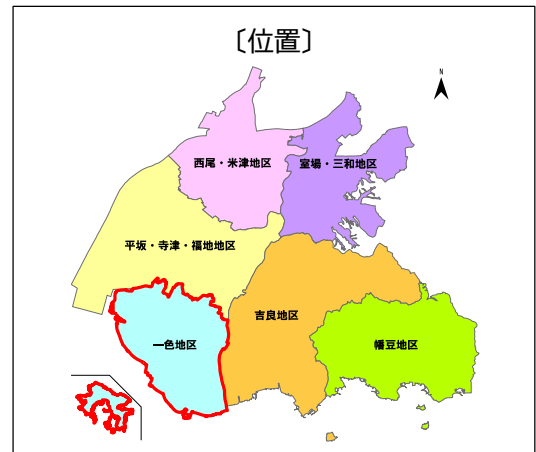 〔位置〕
N
西尾・米津地区
室場・三和地区
平坂・寺津・福地地区
吉良地区
一色地区
幡豆地区